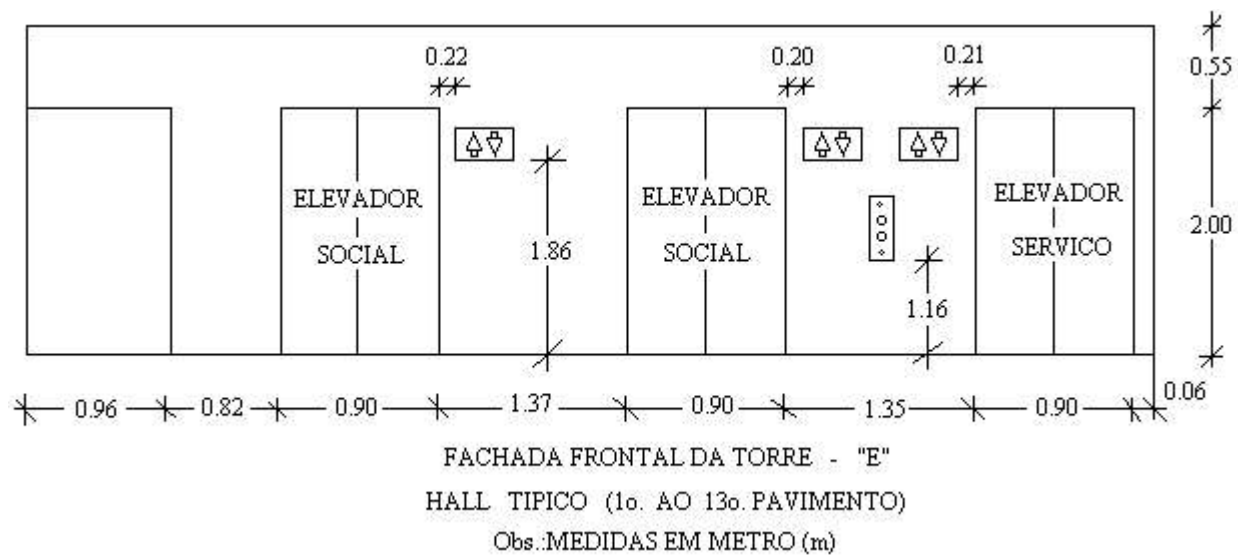 0.22
0.20
0.21
0.55
ELEVADOR
SOCIAL
ELEVADOR
SOCIAL
ELEVADOR
SERVICO
2.00
1.86
1.16
0.06
0.96
0.82
0.90
1.37
0.90
1.35
0.90
FACHADA FRONTAL DA TORRE - "E"
HALL TIPICO (1o. AO 13o. PAVIMENTO)
Obs.:MEDIDAS EM METRO (m)